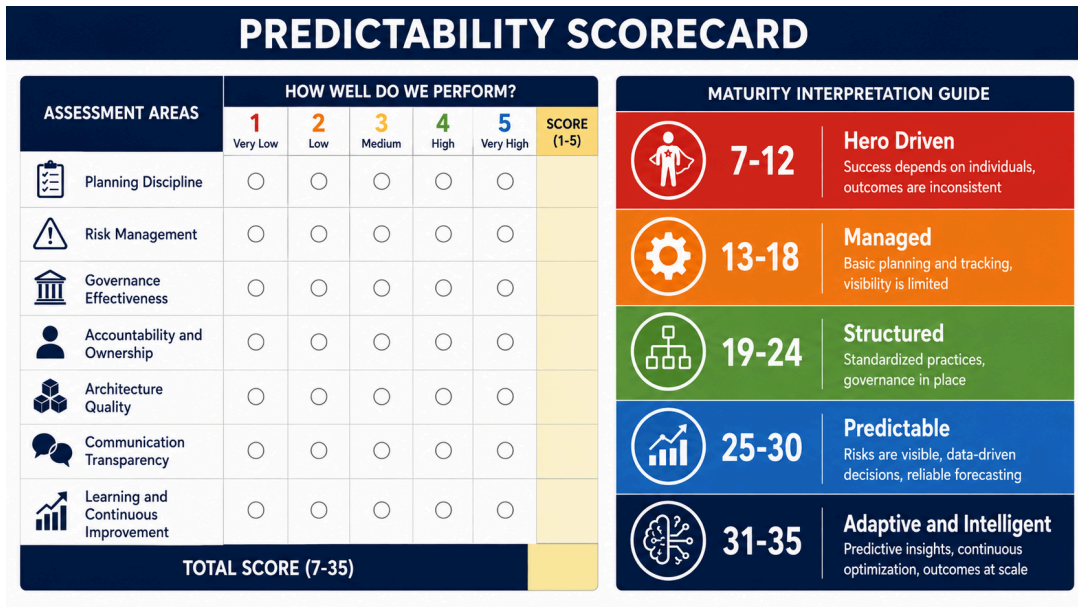 PREDICTABILITY SCORECARD
ASSESSMENT AREAS
HOW WELL DO WE PERFORM?
1
Very Low
2
Low
3
Medium
4
High
5
Very High
SCORE
(1-5)
Planning Discipline
Risk Management
Governance
Effectiveness
Accountability and
Ownership
Architecture
Quality
Communication
Transparency
Learning and
Continuous
Improvement
TOTAL SCORE (7-35)
MATURITY INTERPRETATION GUIDE
7-12
Hero Driven
Success depends on individuals,
outcomes are inconsistent
13-18
Managed
Basic planning and tracking,
visibility is limited
19-24
Structured
Standardized practices,
governance in place
25-30
Predictable
Risks are visible, data-driven
decisions, reliable forecasting
31-35
Adaptive and Intelligent
Predictive insights, continuous
optimization, outcomes at scale